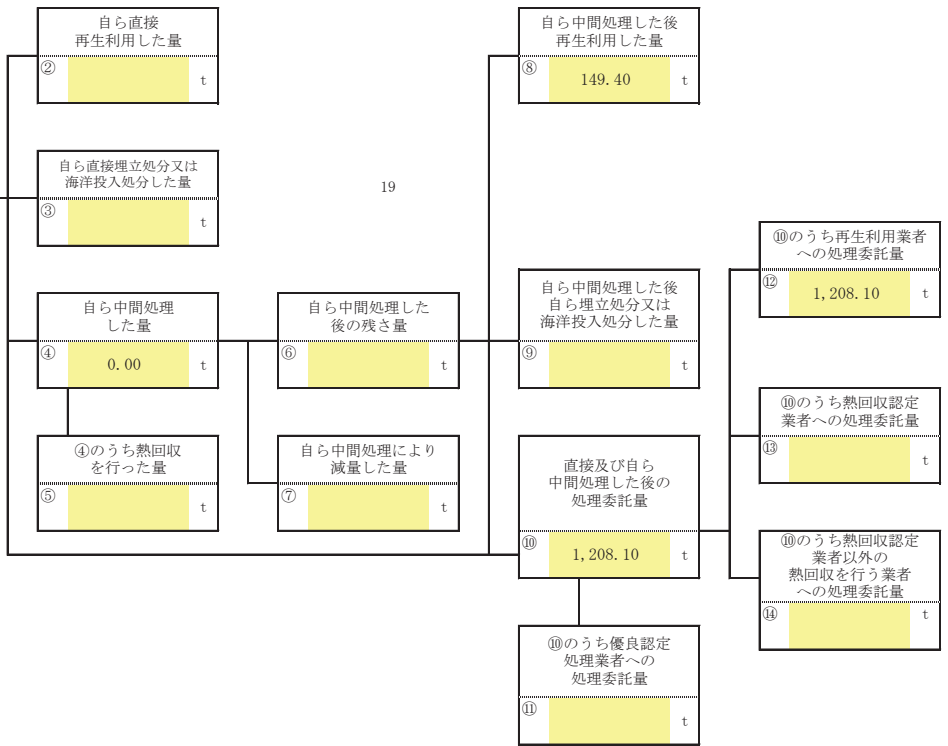 自ら直接
再生利用した量
② t
自ら中間処理した後
再生利用した量
⑧ 149.40 t
自ら直接埋立処分又は
海洋投入処分した量
③ t
19
⑩のうち再生利用業者
への処理委託量
⑫ 1,208.10 t
自ら中間処理
した量
④ 0.00 t
自ら中間処理した
後の残さ量
⑥ t
自ら中間処理した後
自ら埋立処分又は
海洋投入処分した量
⑨ t
⑩のうち熱回収認定
業者への処理委託量
⑬ t
④のうち熱回収
を行った量
⑤ t
自ら中間処理により
減量した量
⑦ t
直接及び自ら
中間処理した後の
処理委託量
⑩ 1,208.10 t
⑩のうち熱回収認定
業者以外の
熱回収を行う業者
への処理委託量
⑭ t
⑩のうち優良認定
処理業者への
処理委託量
⑪ t